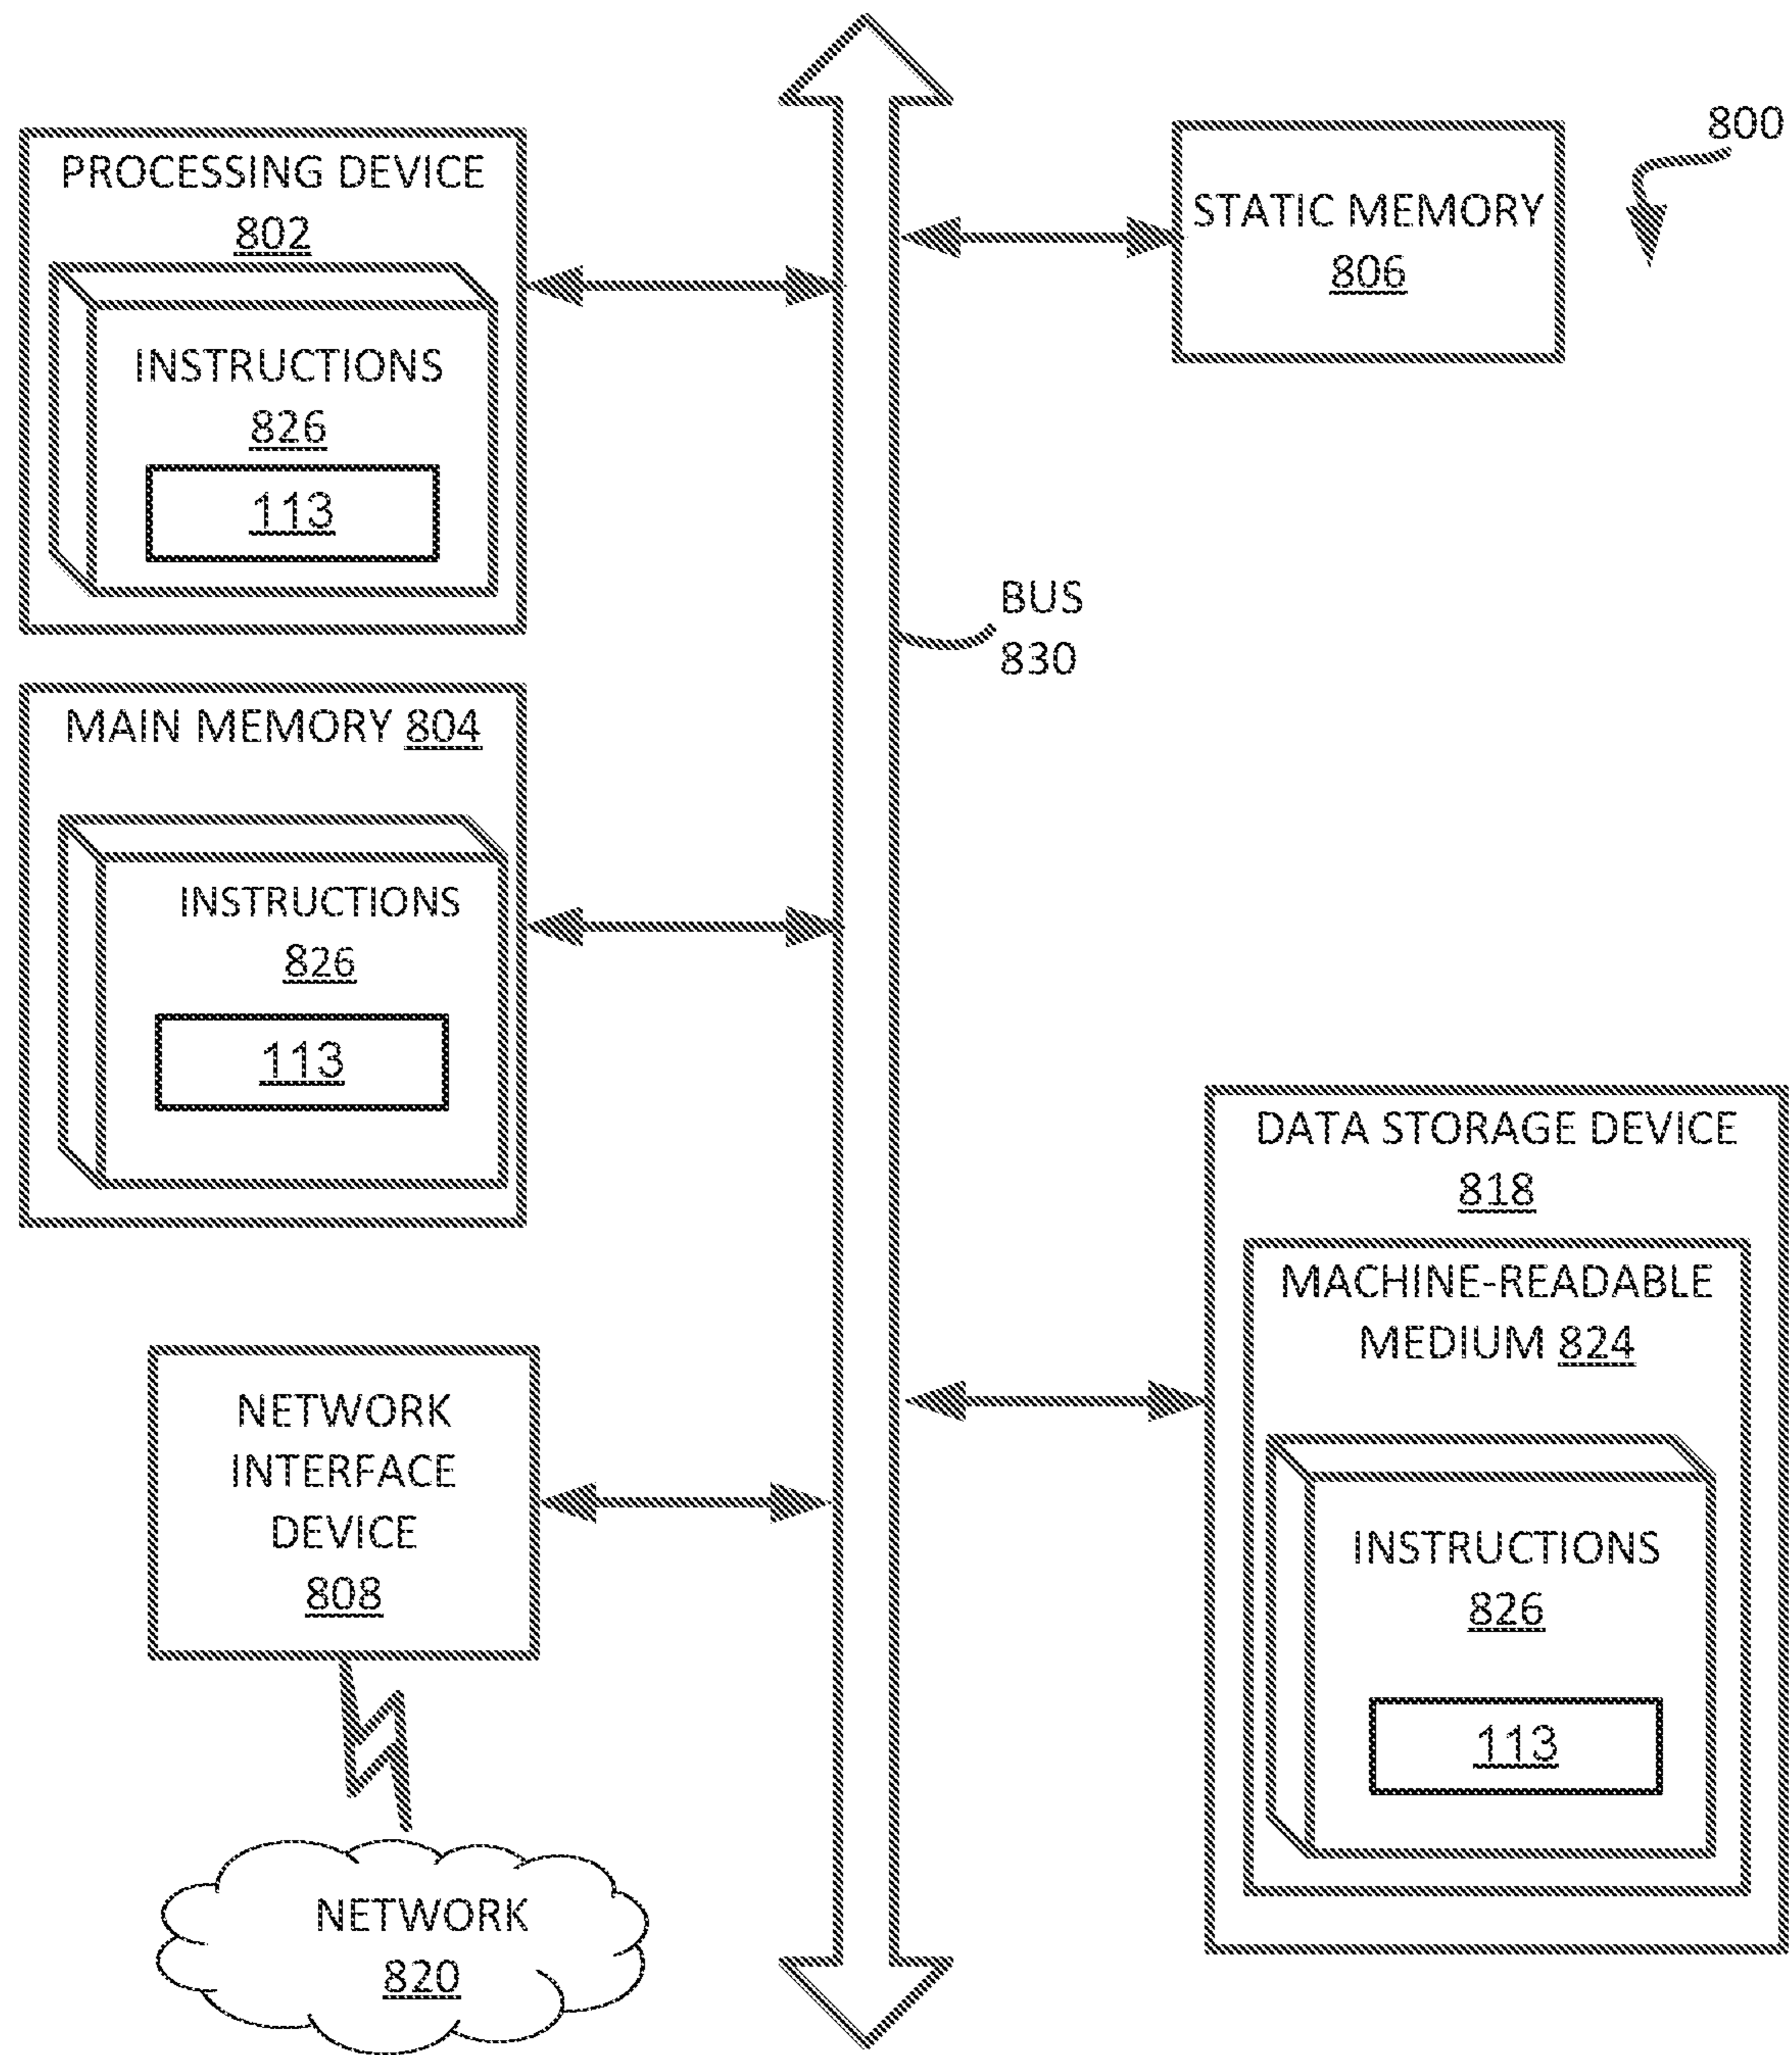 PROCESSING DEVICE
802
INSTRUCTIONS
826
113
MAIN MEMORY 804
INSTRUCTIONS
826
113
NETWORK
INTERFACE
DEVICE
808
NETWORK
820
BUS
830
800
STATIC MEMORY
806
DATA STORAGE DEVICE
818
MACHINE-READABLE
MEDIUM 824
INSTRUCTIONS
826
113